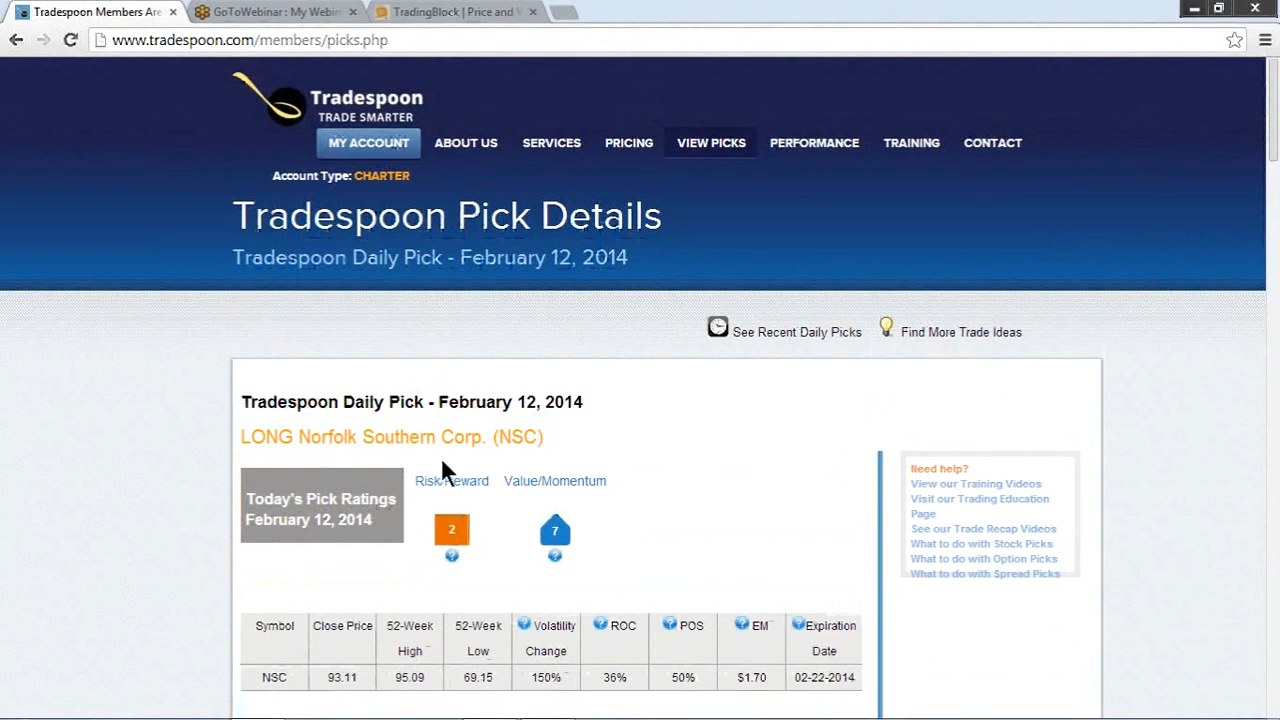 Tradespoon Members Are
GoToWebinar : My Webin
TradingBlock | Price and V
www.tradespoon.com/members/picks.php
Tradespoon
TRADE SMARTER
MY ACCOUNT ABOUT US SERVICES PRICING VIEW PICKS PERFORMANCE TRAINING CONTACT
Account Type: CHARTER
Tradespoon Pick Details
Tradespoon Daily Pick - February 12, 2014
See Recent Daily Picks Find More Trade Ideas
Tradespoon Daily Pick - February 12, 2014
LONG Norfolk Southern Corp. (NSC)
Today's Pick Ratings
February 12, 2014
Risk/Reward Value/Momentum
2 7
? ?
Need help?
View our Training Videos
Visit our Trading Education
Page
See our Trade Recap Videos
What to do with Stock Picks
What to do with Option Picks
What to do with Spread Picks
Symbol Close Price 52-Week High 52-Week Low ? Volatility Change ? ROC ? POS ? EM ? Expiration Date
NSC 93.11 95.09 69.15 150% 36% 50% $1.70 02-22-2014